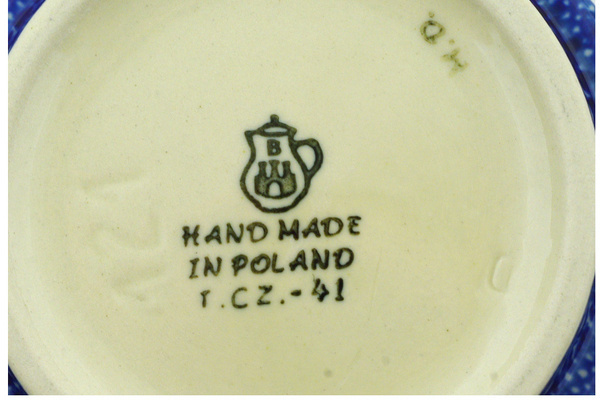 B
HAND MADE
IN POLAND
T.CZ.-41